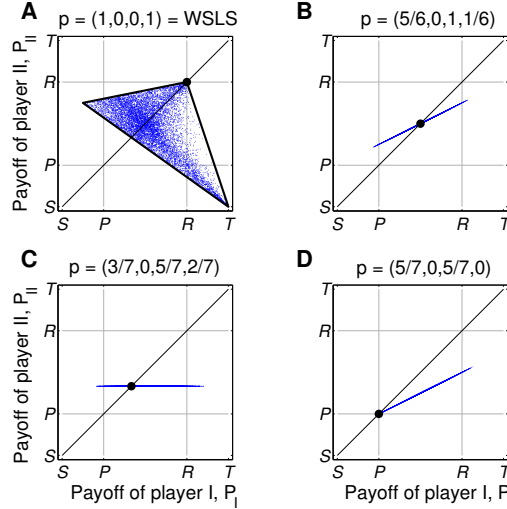 A
p = (1,0,0,1) = WSLS
Payoff of player II, P_II
T
R
P
S
S P R T
B
p = (5/6,0,1,1/6)
T
R
P
S
S P R T
C
p = (3/7,0,5/7,2/7)
Payoff of player II, P_II
T
R
P
S
S P R T
Payoff of player I, P_I
D
p = (5/7,0,5/7,0)
T
R
P
S
S P R T
Payoff of player I, P